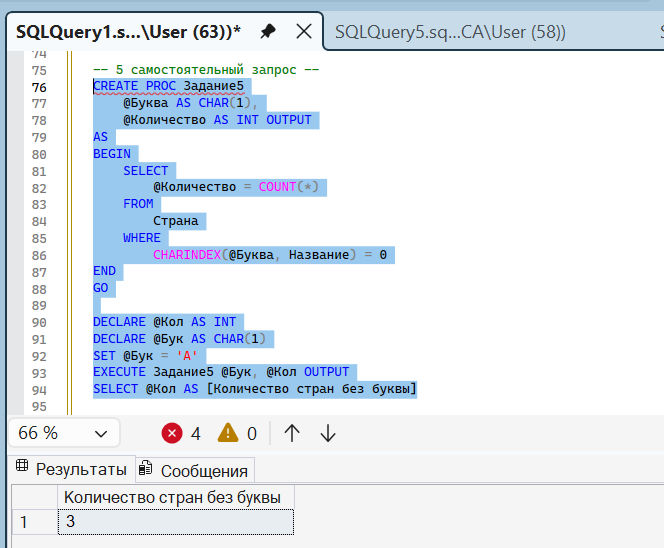 SQLQuery1.s...\User (63))*
SQLQuery5.sq...CA\User (58))
74
75 -- 5 самостоятельный запрос --
76 CREATE PROC Задание5
77 @Буква AS CHAR(1),
78 @Количество AS INT OUTPUT
79 AS
80 BEGIN
81 SELECT
82 @Количество = COUNT(*)
83 FROM
84 Страна
85 WHERE
86 CHARINDEX(@Буква, Название) = 0
87 END
88 GO
89
90 DECLARE @Кол AS INT
91 DECLARE @Бук AS CHAR(1)
92 SET @Бук = 'А'
93 EXECUTE Задание5 @Бук, @Кол OUTPUT
94 SELECT @Кол AS [Количество стран без буквы]
95
66 % 4 0
Результаты Сообщения
Количество стран без буквы
1 3